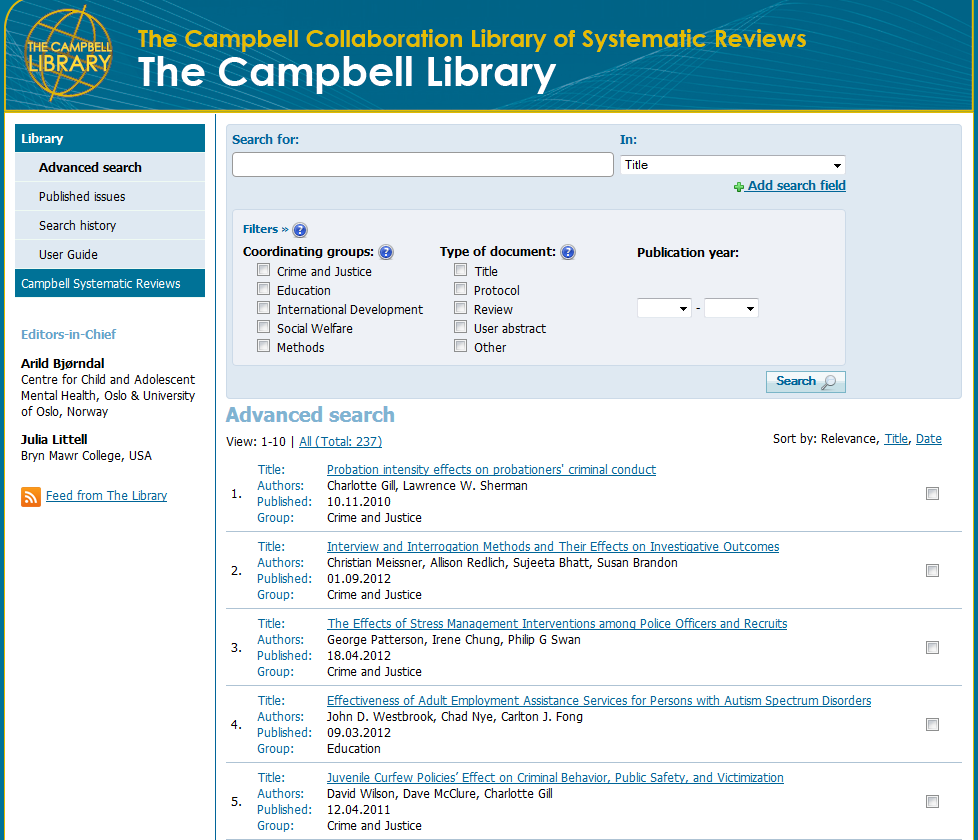 THE CAMPBELL
LIBRARY
The Campbell Collaboration Library of Systematic Reviews
The Campbell Library
Library
Advanced search
Published issues
Search history
User Guide
Campbell Systematic Reviews
Editors-in-Chief
Arild Bjørndal
Centre for Child and Adolescent
Mental Health, Oslo & University
of Oslo, Norway
Julia Littell
Bryn Mawr College, USA
Feed from The Library
Search for: In:
Title
Add search field
Filters » ?
Coordinating groups: ? Type of document: ? Publication year:
Crime and Justice Title
Education Protocol
International Development Review -
Social Welfare User abstract
Methods Other
Search
Advanced search
View: 1-10 | All (Total: 237) Sort by: Relevance, Title, Date
Title: Probation intensity effects on probationers' criminal conduct
1. Authors: Charlotte Gill, Lawrence W. Sherman
Published: 10.11.2010
Group: Crime and Justice
Title: Interview and Interrogation Methods and Their Effects on Investigative Outcomes
2. Authors: Christian Meissner, Allison Redlich, Sujeeta Bhatt, Susan Brandon
Published: 01.09.2012
Group: Crime and Justice
Title: The Effects of Stress Management Interventions among Police Officers and Recruits
3. Authors: George Patterson, Irene Chung, Philip G Swan
Published: 18.04.2012
Group: Crime and Justice
Title: Effectiveness of Adult Employment Assistance Services for Persons with Autism Spectrum Disorders
4. Authors: John D. Westbrook, Chad Nye, Carlton J. Fong
Published: 09.03.2012
Group: Education
Title: Juvenile Curfew Policies’ Effect on Criminal Behavior, Public Safety, and Victimization
5. Authors: David Wilson, Dave McClure, Charlotte Gill
Published: 12.04.2011
Group: Crime and Justice